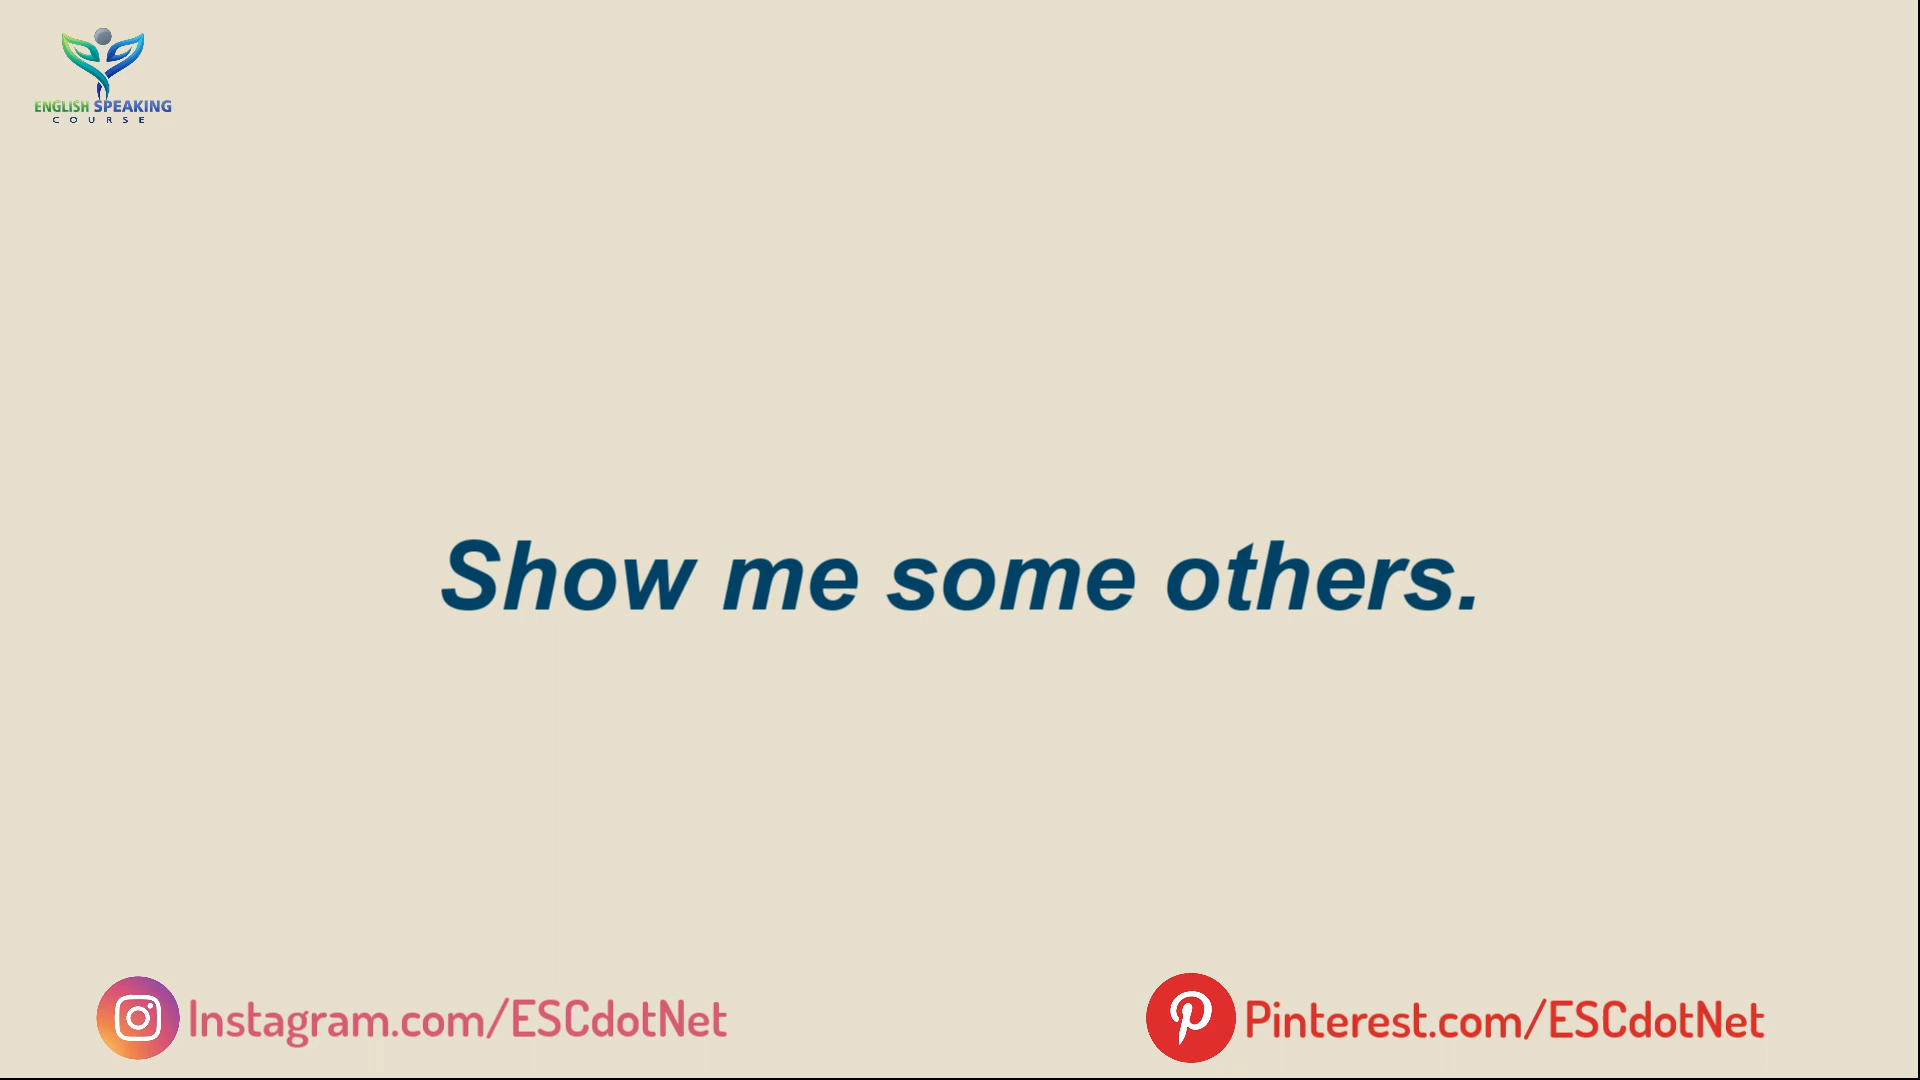 ENGLISH SPEAKING
COURSE
Show me some others.
Instagram.com/ESCdotNet
Pinterest.com/ESCdotNet